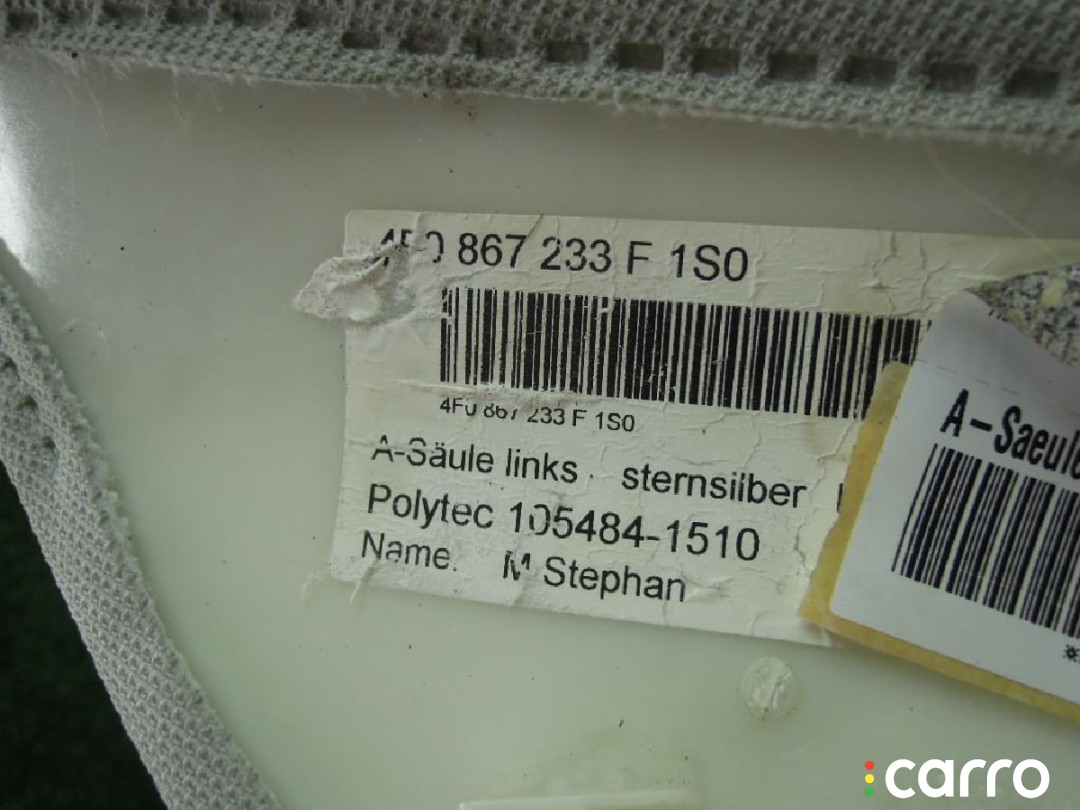 4F0 867 233 F 1S0
4F0 867 233 F 1S0
A-Säule links sternsilber
Polytec 105484-1510
Name. M Stephan
A-Saeule
carro